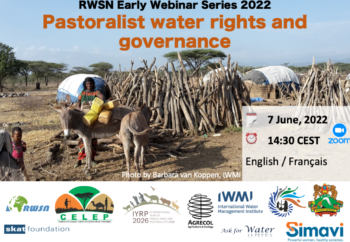 RWSN Early Webinar Series 2022
Pastoralist water rights and
governance
7 June, 2022
14:30 CEST
zoom
English / Français
Photo by Barbara van Koppen, IWMI
RWSN
CELEP
IYRP
2026
AGRECOL
IWMI
International Water
Management Institute
skat foundation
Ask for Water
Simavi